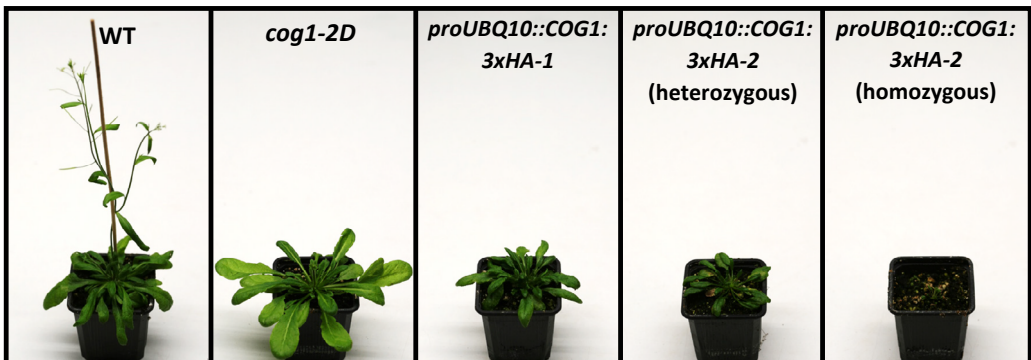 WT
cog1-2D
proUBQ10::COG1:
3xHA-1
proUBQ10::COG1:
3xHA-2
(heterozygous)
proUBQ10::COG1:
3xHA-2
(homozygous)